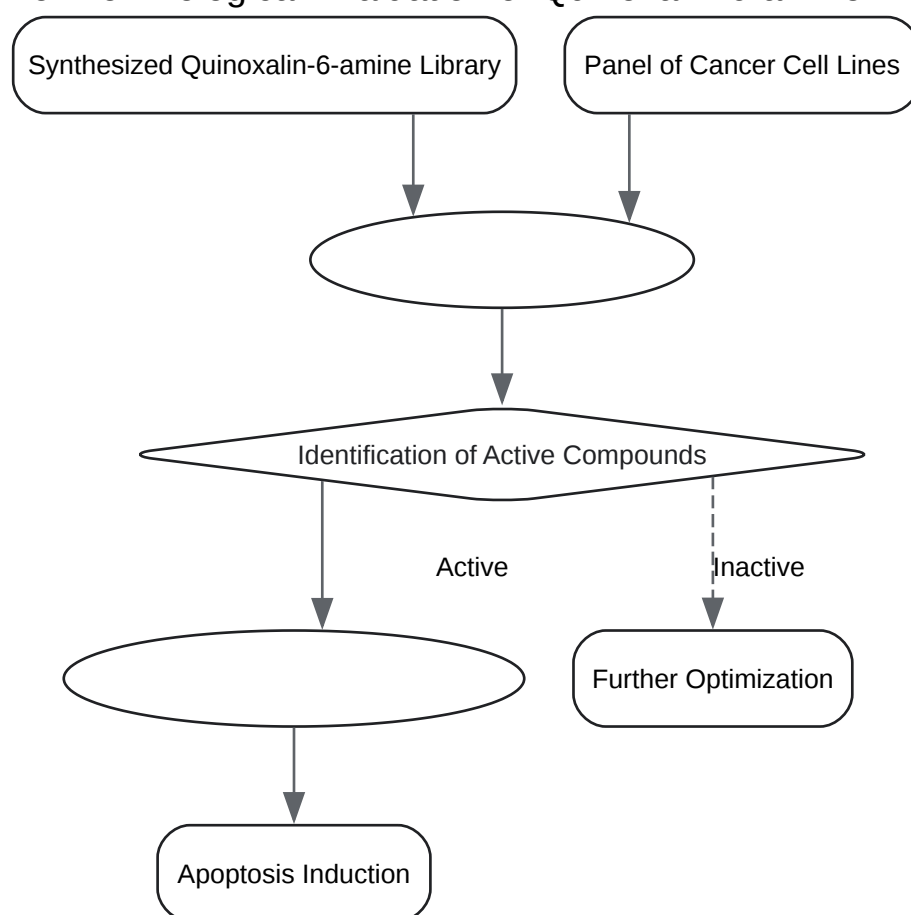 Synthesized Quinoxalin-6-amine Library
Panel of Cancer Cell Lines
Identification of Active Compounds
Active
Inactive
Further Optimization
Apoptosis Induction